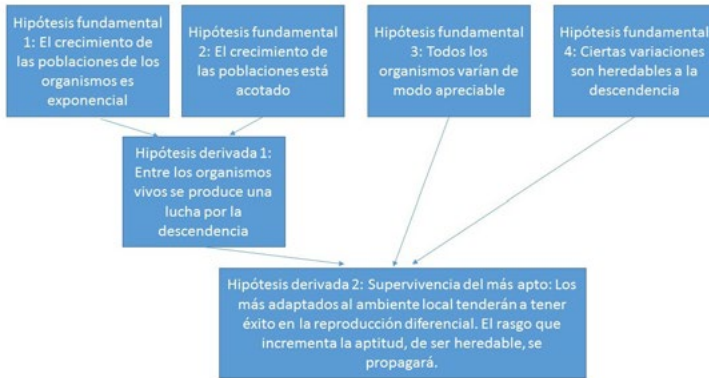 Hipótesis fundamental
1: El crecimiento de
las poblaciones de los
organismos es
exponencial
Hipótesis fundamental
2: El crecimiento de
las poblaciones está
acotado
Hipótesis fundamental
3: Todos los
organismos varían de
modo apreciable
Hipótesis fundamental
4: Ciertas variaciones
son heredables a la
descendencia
Hipótesis derivada 1:
Entre los organismos
vivos se produce una
lucha por la
descendencia
Hipótesis derivada 2: Supervivencia del más apto: Los
más adaptados al ambiente local tenderán a tener
éxito en la reproducción diferencial. El rasgo que
incrementa la aptitud, de ser heredable, se
propagará.